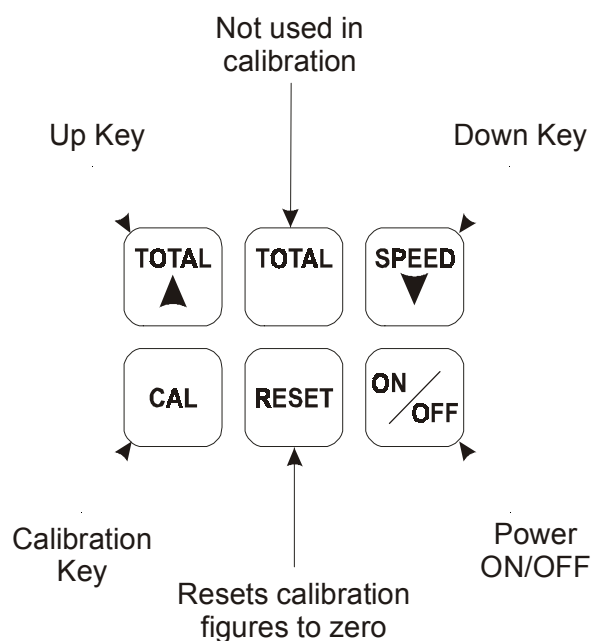 Not used in
calibration
Up Key
Down Key
TOTAL
TOTAL
SPEED
CAL
RESET
ON
OFF
Calibration
Key
Power
ON/OFF
Resets calibration
figures to zero